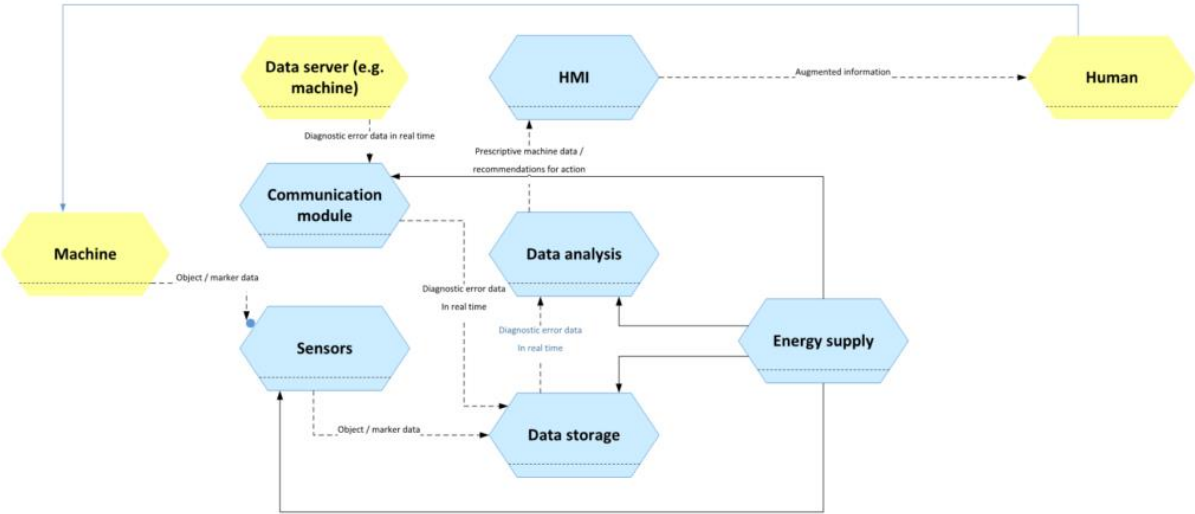 Data server (e.g.
machine)
HMI
Augmented information
Human
Diagnostic error data in real time
Prescriptive machine data /
recommendations for action
Communication
module
Machine
Data analysis
Object / marker data
Diagnostic error data
In real time
Diagnostic error data
In real time
Sensors
Energy supply
Object / marker data
Data storage